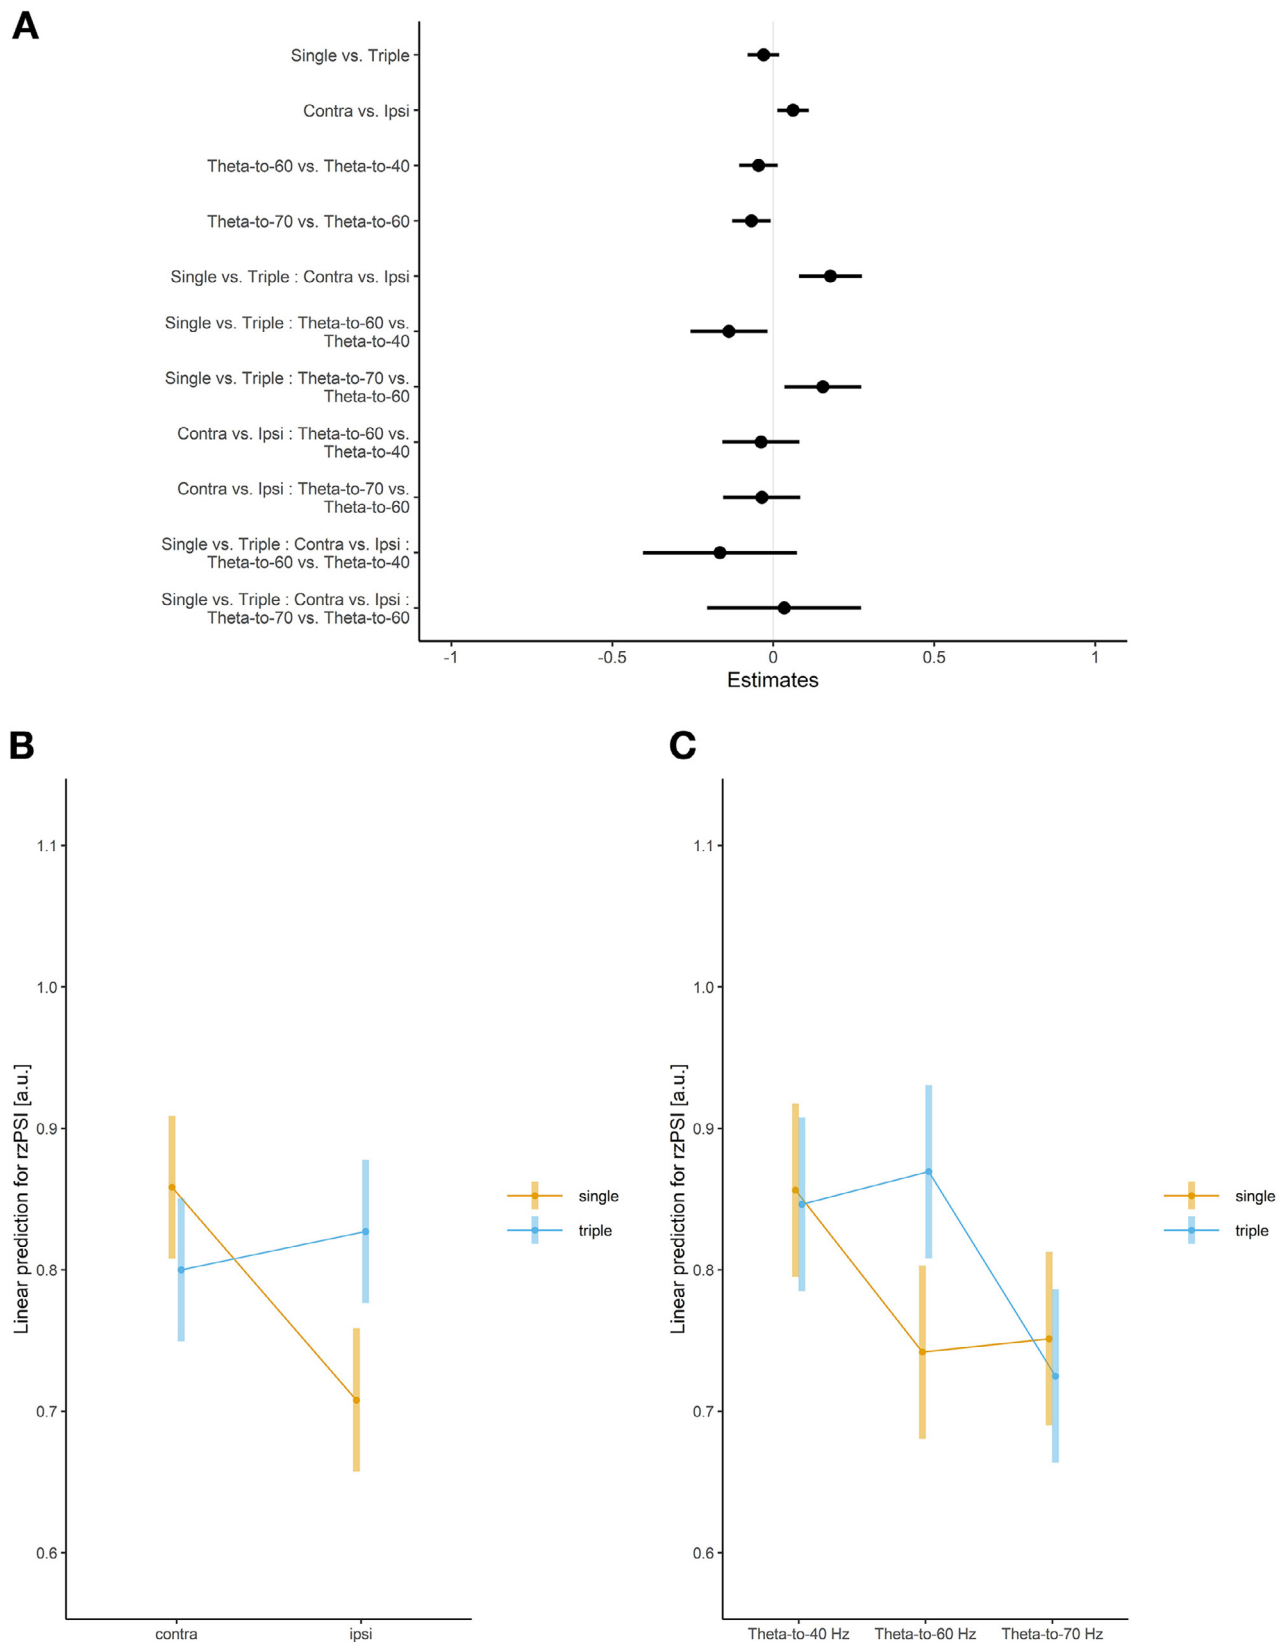 A
Single vs. Triple
Contra vs. Ipsi
Theta-to-60 vs. Theta-to-40
Theta-to-70 vs. Theta-to-60
Single vs. Triple : Contra vs. Ipsi
Single vs. Triple : Theta-to-60 vs.
Theta-to-40
Single vs. Triple : Theta-to-70 vs.
Theta-to-60
Contra vs. Ipsi : Theta-to-60 vs.
Theta-to-40
Contra vs. Ipsi : Theta-to-70 vs.
Theta-to-60
Single vs. Triple : Contra vs. Ipsi :
Theta-to-60 vs. Theta-to-40
Single vs. Triple : Contra vs. Ipsi :
Theta-to-70 vs. Theta-to-60
-1 -0.5 0 0.5 1
Estimates
B
Linear prediction for rzPSI [a.u.]
1.1
1.0
0.9
0.8
0.7
0.6
contra ipsi
single
triple
C
Linear prediction for rzPSI [a.u.]
1.1
1.0
0.9
0.8
0.7
0.6
Theta-to-40 Hz Theta-to-60 Hz Theta-to-70 Hz
single
triple